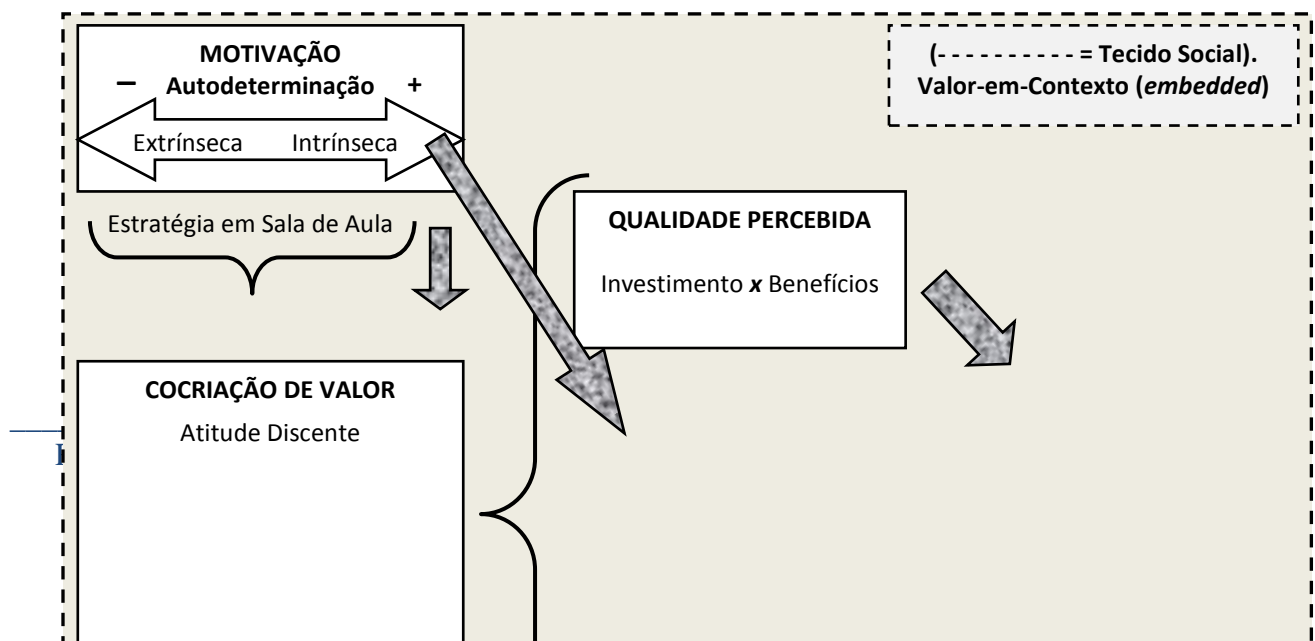 MOTIVAÇÃO
– Autodeterminação +
Extrínseca Intrínseca
(- - - - - - - - - - - = Tecido Social).
Valor-em-Contexto (embedded)
Estratégia em Sala de Aula
QUALIDADE PERCEBIDA
Investimento x Benefícios
COCRIAÇÃO DE VALOR
Atitude Discente